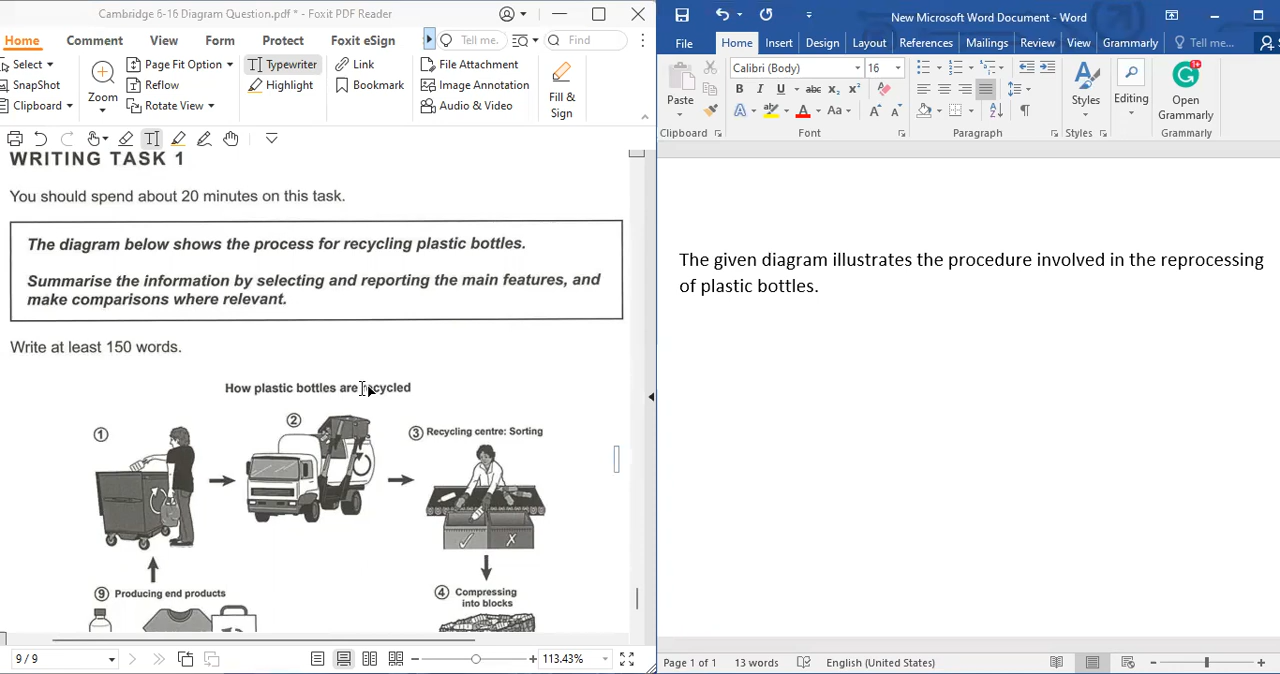 Cambridge 6-16 Diagram Question.pdf * - Foxit PDF Reader
Home Comment View Form Protect Foxit eSign Tell me.. Find
Select
SnapShot
Clipboard
Zoom
Page Fit Option
Reflow
Rotate View
Typewriter
Highlight
Link
Bookmark
File Attachment
Image Annotation
Audio & Video
Fill &
Sign
WRITING TASK 1
You should spend about 20 minutes on this task.
The diagram below shows the process for recycling plastic bottles.
Summarise the information by selecting and reporting the main features, and
make comparisons where relevant.
Write at least 150 words.
How plastic bottles are recycled
1
2
3 Recycling centre: Sorting
9 Producing end products
4 Compressing
into blocks
9 / 9
113.43%
New Microsoft Word Document - Word
File Home Insert Design Layout References Mailings Review View Grammarly Tell me...
Paste
Calibri (Body) 16
B I U abc x₂ x²
A A Aa A A
Styles
Editing
Open
Grammarly
Clipboard Font Paragraph Styles Grammarly
The given diagram illustrates the procedure involved in the reprocessing
of plastic bottles.
Page 1 of 1 13 words English (United States)